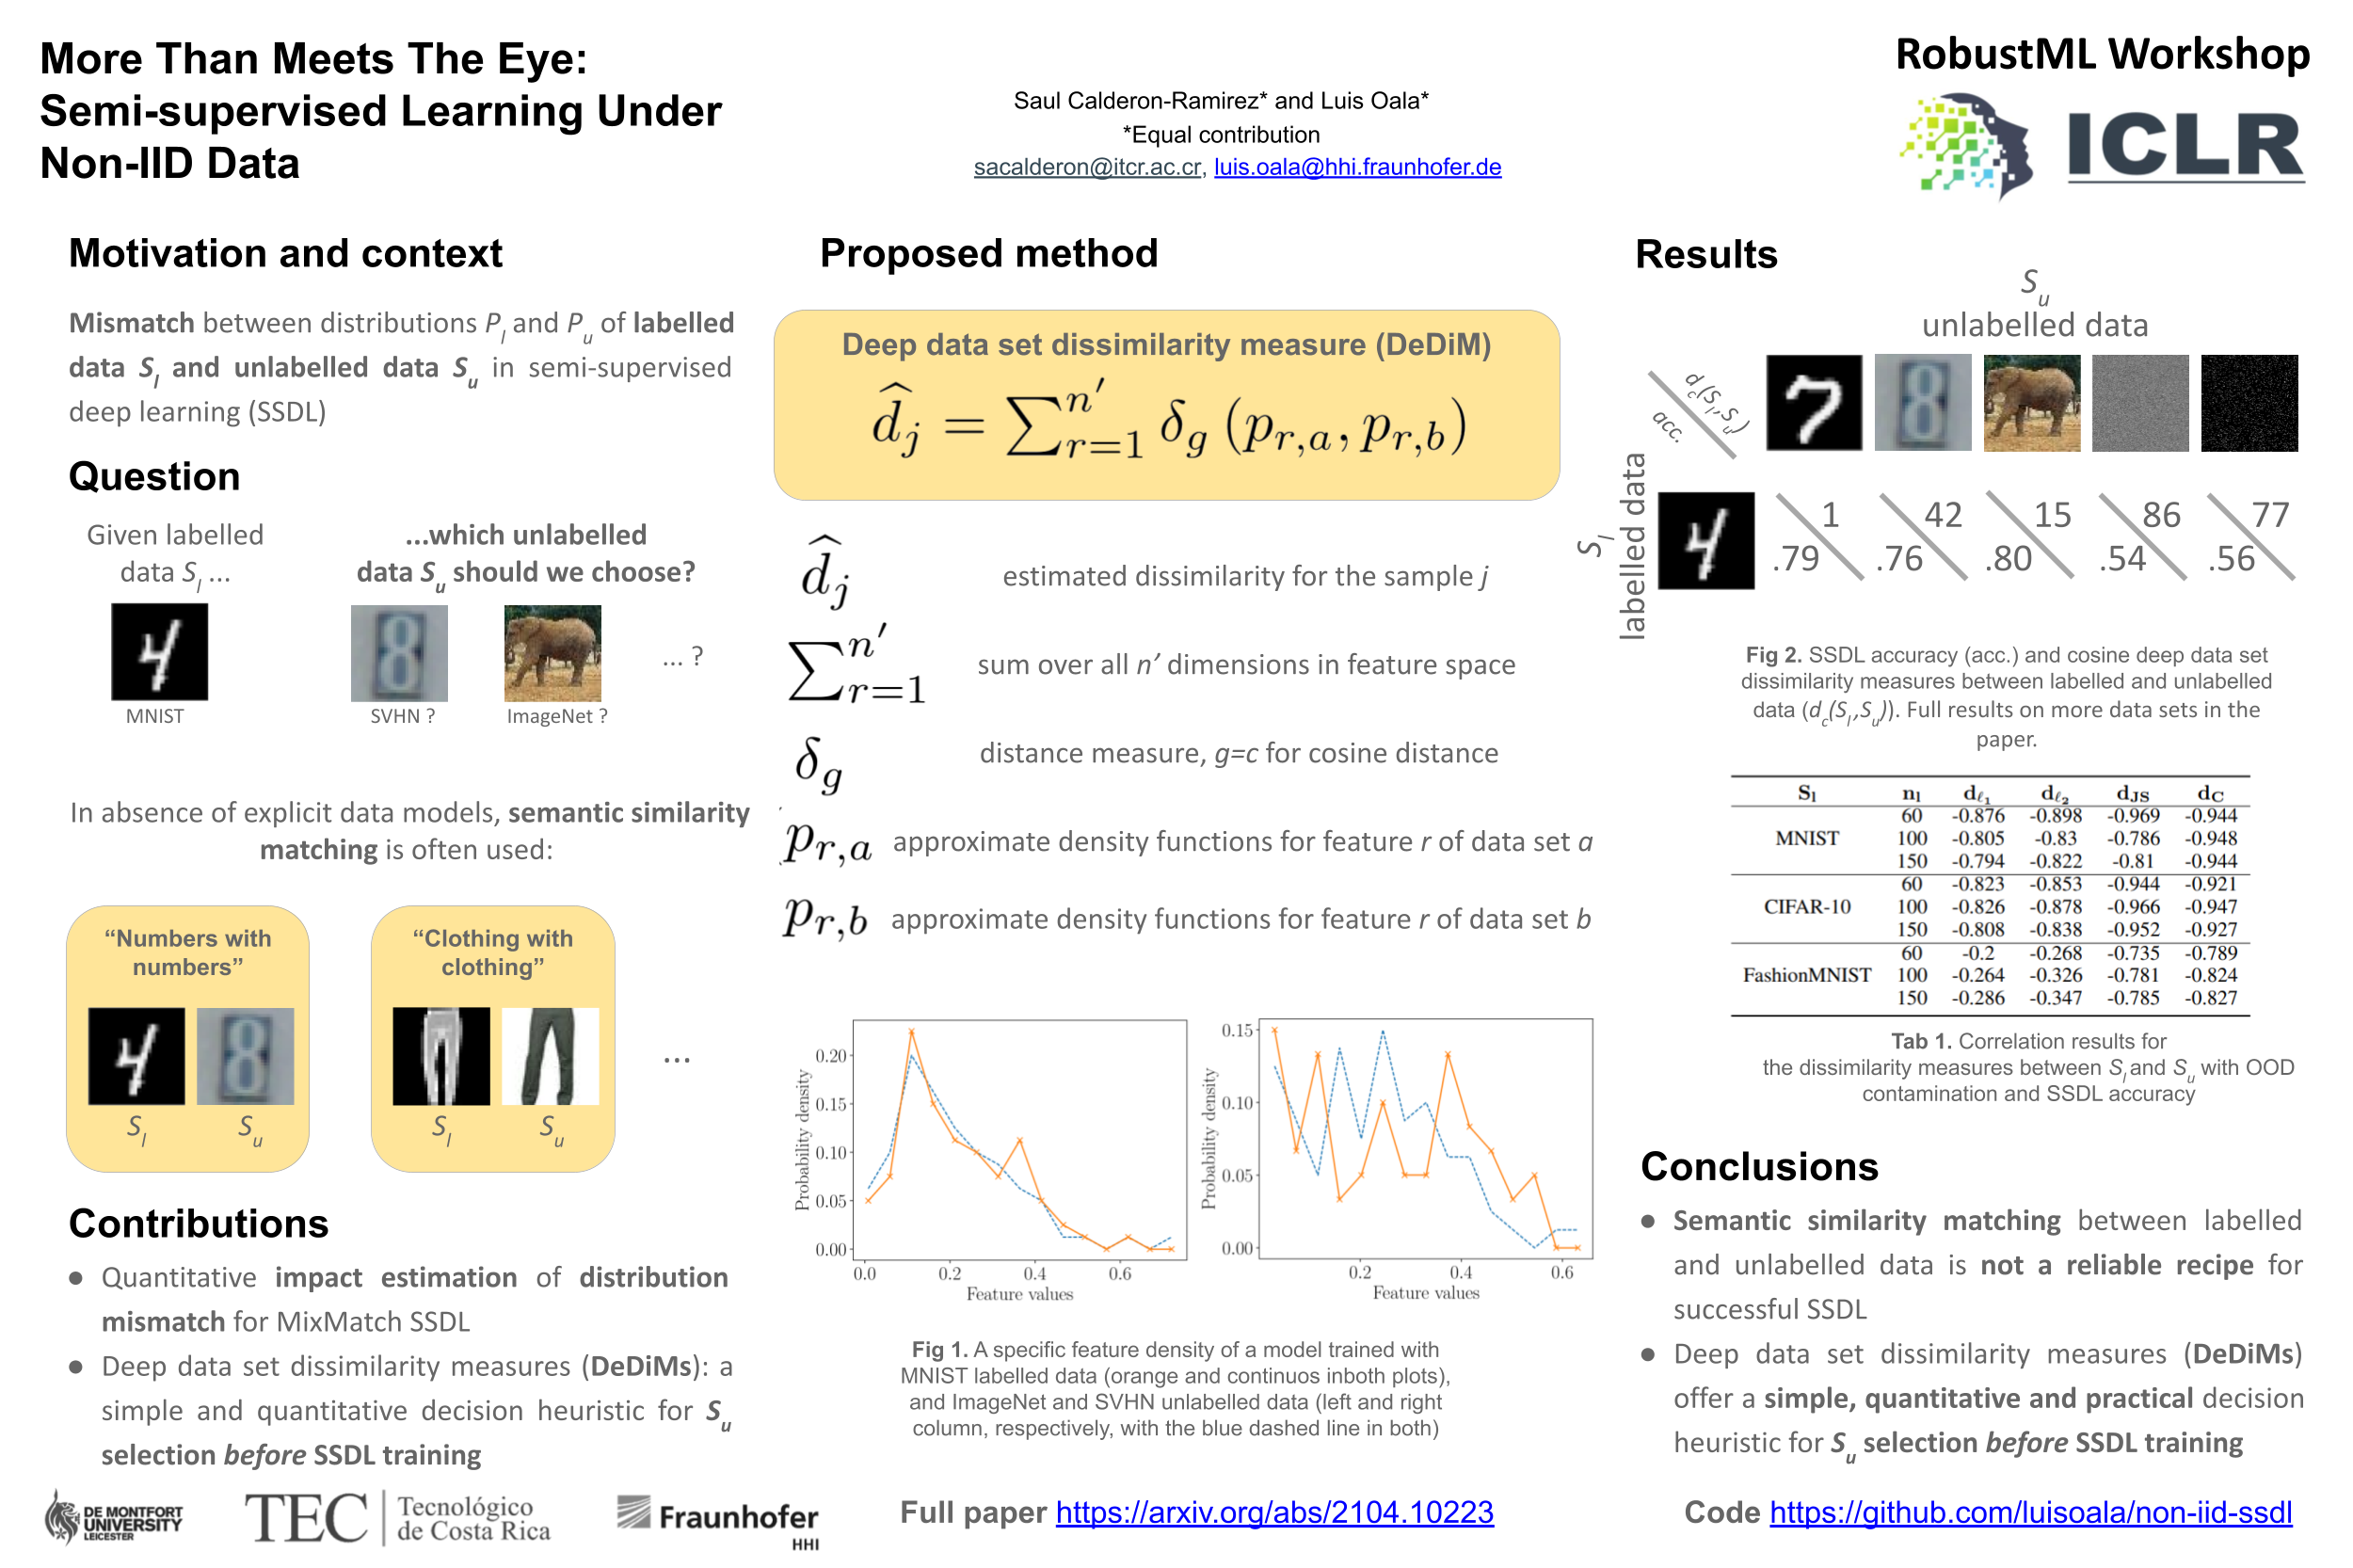 More Than Meets The Eye:
Semi-supervised Learning Under
Non-IID Data
Saul Calderon-Ramirez* and Luis Oala*
*Equal contribution
sacalderon@itcr.ac.cr, luis.oala@hhi.fraunhofer.de
RobustML Workshop
ICLR
Motivation and context
Mismatch between distributions P_l and P_u of labelled
data S_l and unlabelled data S_u in semi-supervised
deep learning (SSDL)
Question
Given labelled
data S_l ...
...which unlabelled
data S_u should we choose?
MNIST
SVHN ?
ImageNet ?
... ?
In absence of explicit data models, semantic similarity
matching is often used:
“Numbers with
numbers”
S_l
S_u
“Clothing with
clothing”
S_l
S_u
...
Contributions
● Quantitative impact estimation of distribution
mismatch for MixMatch SSDL
● Deep data set dissimilarity measures (DeDiMs): a
simple and quantitative decision heuristic for S_u
selection before SSDL training
Proposed method
Deep data set dissimilarity measure (DeDiM)
\widehat{d}_j = ∑_{r=1}^{n′} δ_g (p_{r,a}, p_{r,b})
\widehat{d}_j estimated dissimilarity for the sample j
∑_{r=1}^{n′} sum over all n’ dimensions in feature space
δ_g distance measure, g=c for cosine distance
p_{r,a} approximate density functions for feature r of data set a
p_{r,b} approximate density functions for feature r of data set b
Probability density
0.20
0.15
0.10
0.05
0.00
0.0 0.2 0.4 0.6
Feature values
Probability density
0.15
0.10
0.05
0.00
0.2 0.4 0.6
Feature values
Fig 1. A specific feature density of a model trained with
MNIST labelled data (orange and continuos inboth plots),
and ImageNet and SVHN unlabelled data (left and right
column, respectively, with the blue dashed line in both)
Results
S_u
unlabelled data
d_c(S_l,S_u)
acc.
S_l
labelled data
7
8
4
1 42 15 86 77
.79 .76 .80 .54 .56
Fig 2. SSDL accuracy (acc.) and cosine deep data set
dissimilarity measures between labelled and unlabelled
data (d_c(S_l,S_u)). Full results on more data sets in the
paper.
S_l n_l d_{ℓ1} d_{ℓ2} d_{JS} d_C
60 -0.876 -0.898 -0.969 -0.944
MNIST 100 -0.805 -0.83 -0.786 -0.948
150 -0.794 -0.822 -0.81 -0.944
60 -0.823 -0.853 -0.944 -0.921
CIFAR-10 100 -0.826 -0.878 -0.966 -0.947
150 -0.808 -0.838 -0.952 -0.927
60 -0.2 -0.268 -0.735 -0.789
FashionMNIST 100 -0.264 -0.326 -0.781 -0.824
150 -0.286 -0.347 -0.785 -0.827
Tab 1. Correlation results for
the dissimilarity measures between S_l and S_u with OOD
contamination and SSDL accuracy
Conclusions
● Semantic similarity matching between labelled
and unlabelled data is not a reliable recipe for
successful SSDL
● Deep data set dissimilarity measures (DeDiMs)
offer a simple, quantitative and practical decision
heuristic for S_u selection before SSDL training
DE MONTFORT
UNIVERSITY
LEICESTER
TEC Tecnológico
de Costa Rica
Fraunhofer
HHI
Full paper https://arxiv.org/abs/2104.10223
Code https://github.com/luisoala/non-iid-ssdl